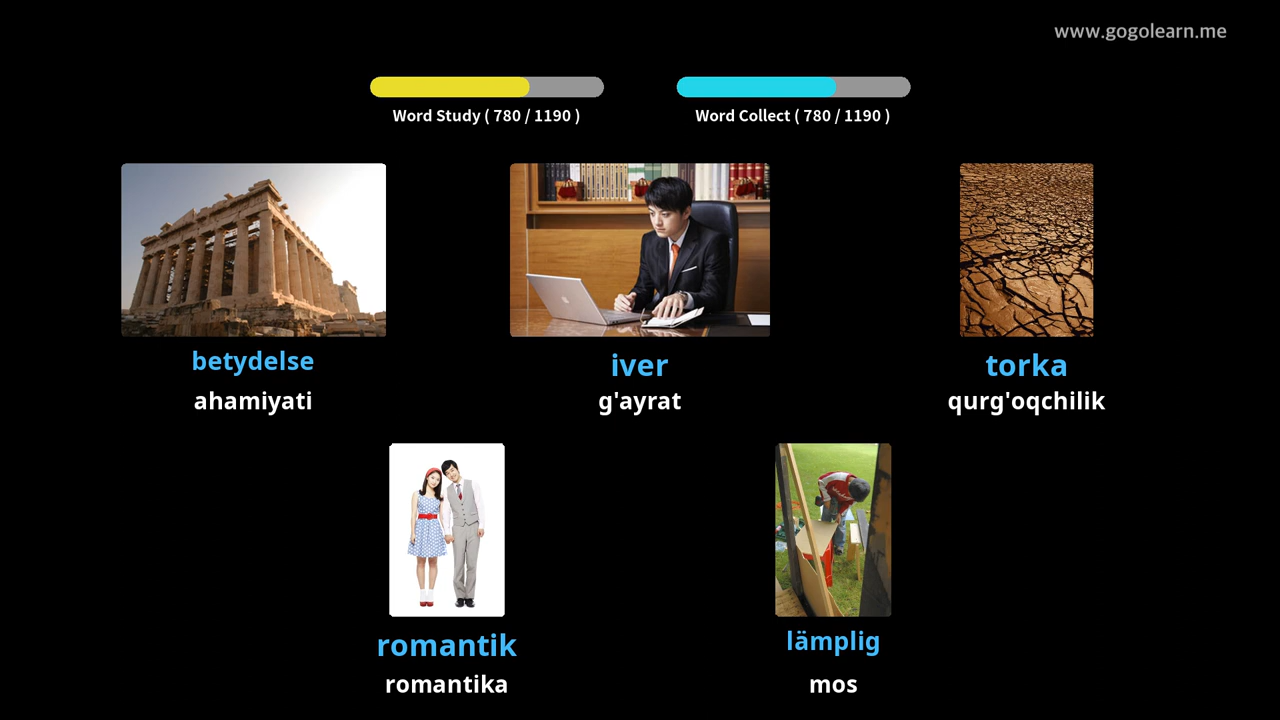 www.gogolearn.me
Word Study ( 780 / 1190 )
Word Collect ( 780 / 1190 )
betydelse
ahamiyati
iver
g'ayrat
torka
qurg'oqchilik
romantik
romantika
lämplig
mos